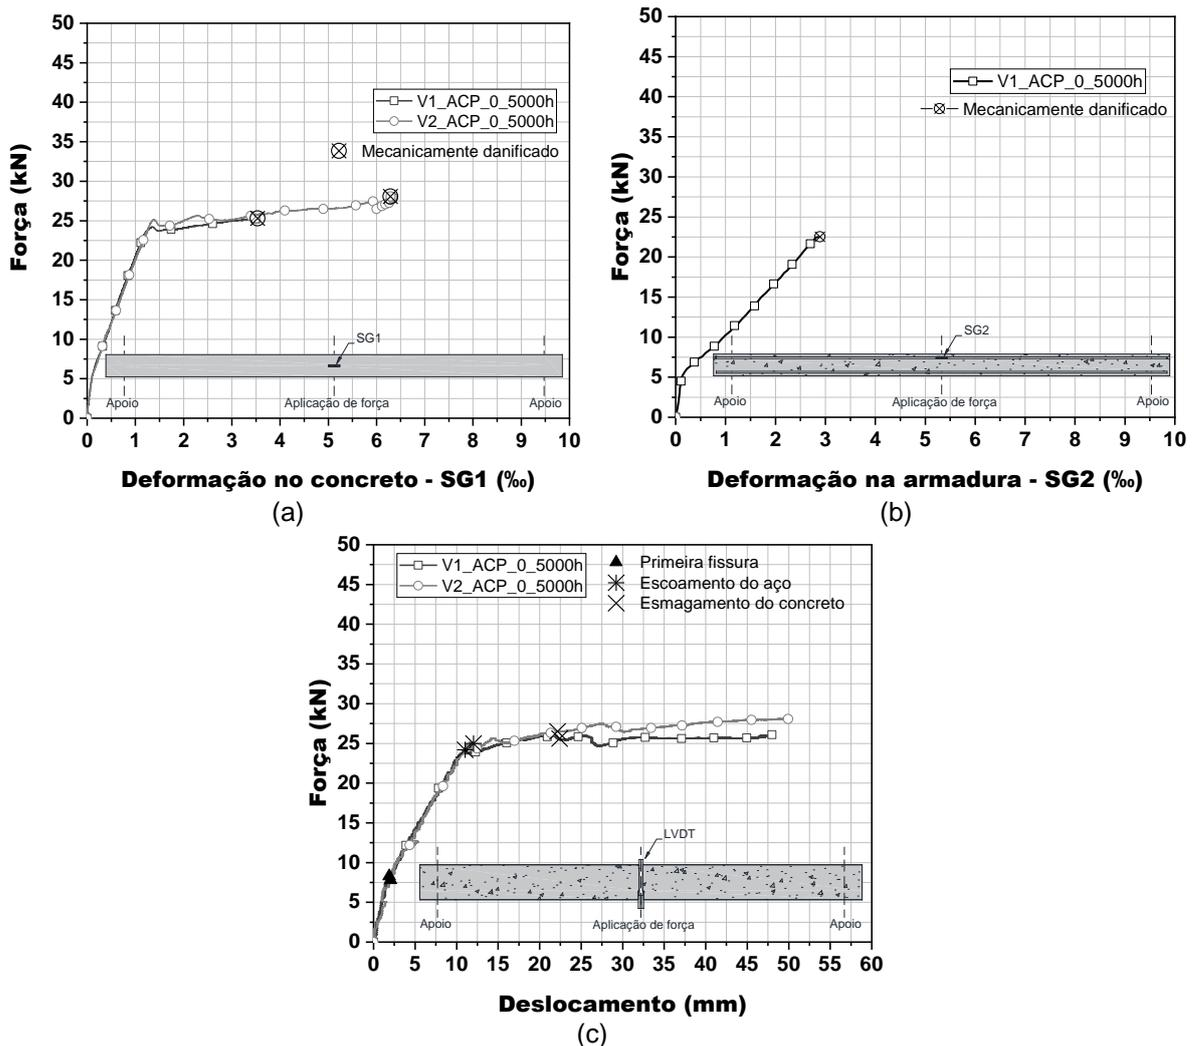 50
45
40
35
30
25
20
15
10
5
0
Força (kN)
V1_ACP_0_5000h
V2_ACP_0_5000h
Mecanicamente danificado
SG1
Apoio
Aplicação de força
Apoio
0 1 2 3 4 5 6 7 8 9 10
Deformação no concreto - SG1 (‰)
(a)
50
45
40
35
30
25
20
15
10
5
0
Força (kN)
V1_ACP_0_5000h
Mecanicamente danificado
SG2
Apoio
Aplicação de força
Apoio
0 1 2 3 4 5 6 7 8 9 10
Deformação na armadura - SG2 (‰)
(b)
50
45
40
35
30
25
20
15
10
5
0
Força (kN)
V1_ACP_0_5000h
V2_ACP_0_5000h
Primeira fissura
Escoamento do aço
Esmagamento do concreto
LVDT
Apoio
Aplicação de força
Apoio
0 5 10 15 20 25 30 35 40 45 50 55 60
Deslocamento (mm)
(c)